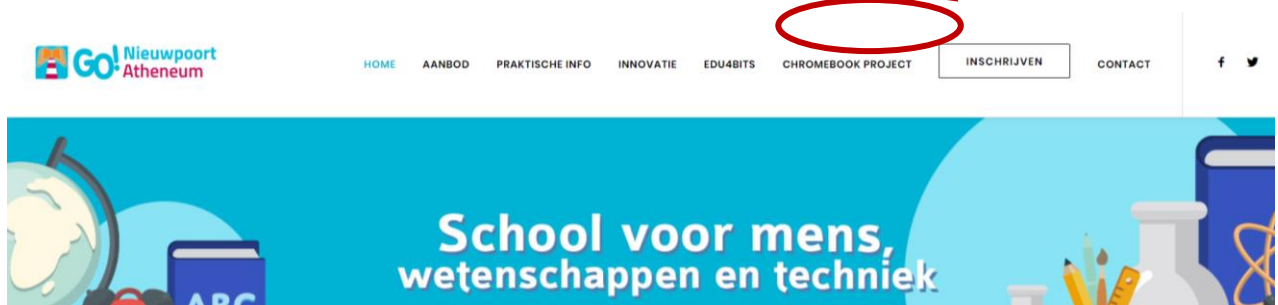 GO! Nieuwpoort
Atheneum
HOME AANBOD PRAKTISCHE INFO INNOVATIE EDU4BITS CHROMEBOOK PROJECT INSCHRIJVEN CONTACT
School voor mens,
wetenschappen en techniek
ABC